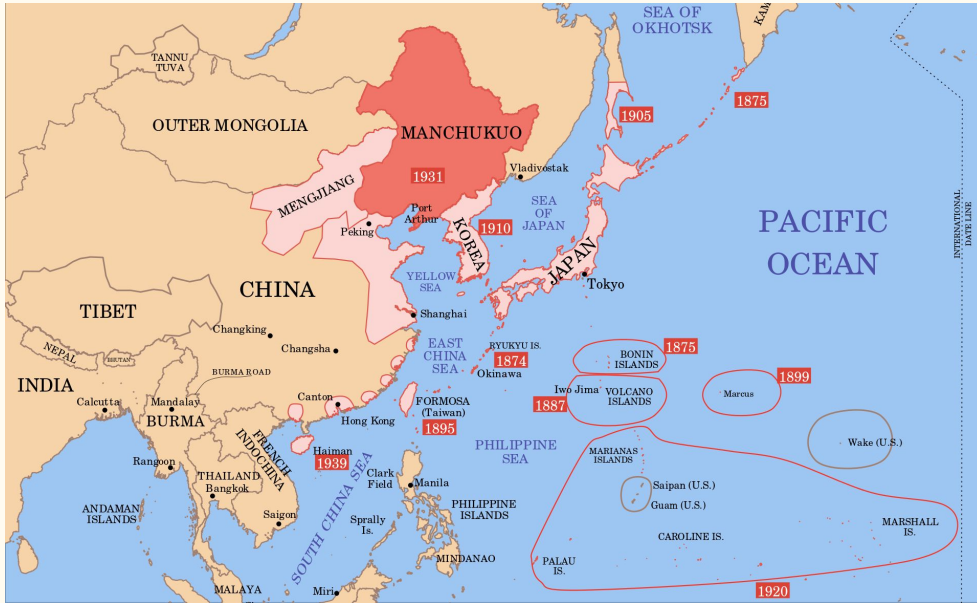 SEA OF
OKHOTSK
KAM
TANNU
TUVA
1875
1905
OUTER MONGOLIA
MANCHUKUO
1931
Vladivostak
MENGJIANG
Port
Arthur
SEA
OF
JAPAN
Peking
1910
KOREA
JAPAN
PACIFIC
OCEAN
INTERNATIONAL
DATE LINE
YELLOW
SEA
Tokyo
CHINA
TIBET
Shanghai
Changking
Changsha
EAST
CHINA
SEA
RYUKYU IS.
1874
Okinawa
1875
BONIN
ISLANDS
NEPAL
BHUTAN
BURMA ROAD
INDIA
Calcutta
Mandalay
BURMA
Canton
Hong Kong
FORMOSA
(Taiwan)
1895
Iwo Jima
1887
VOLCANO
ISLANDS
1899
Marcus
FRENCH
INDOCHINA
Haiman
1939
PHILIPPINE
SEA
MARIANAS
ISLANDS
Wake (U.S.)
Rangoon
THAILAND
Bangkok
Clark
Field
Manila
Saipan (U.S.)
Guam (U.S.)
ANDAMAN
ISLANDS
Saigon
SOUTH CHINA SEA
Sprally
Is.
PHILIPPINE
ISLANDS
CAROLINE IS.
MARSHALL
IS.
MINDANAO
PALAU
IS.
MALAYA
Miri
1920